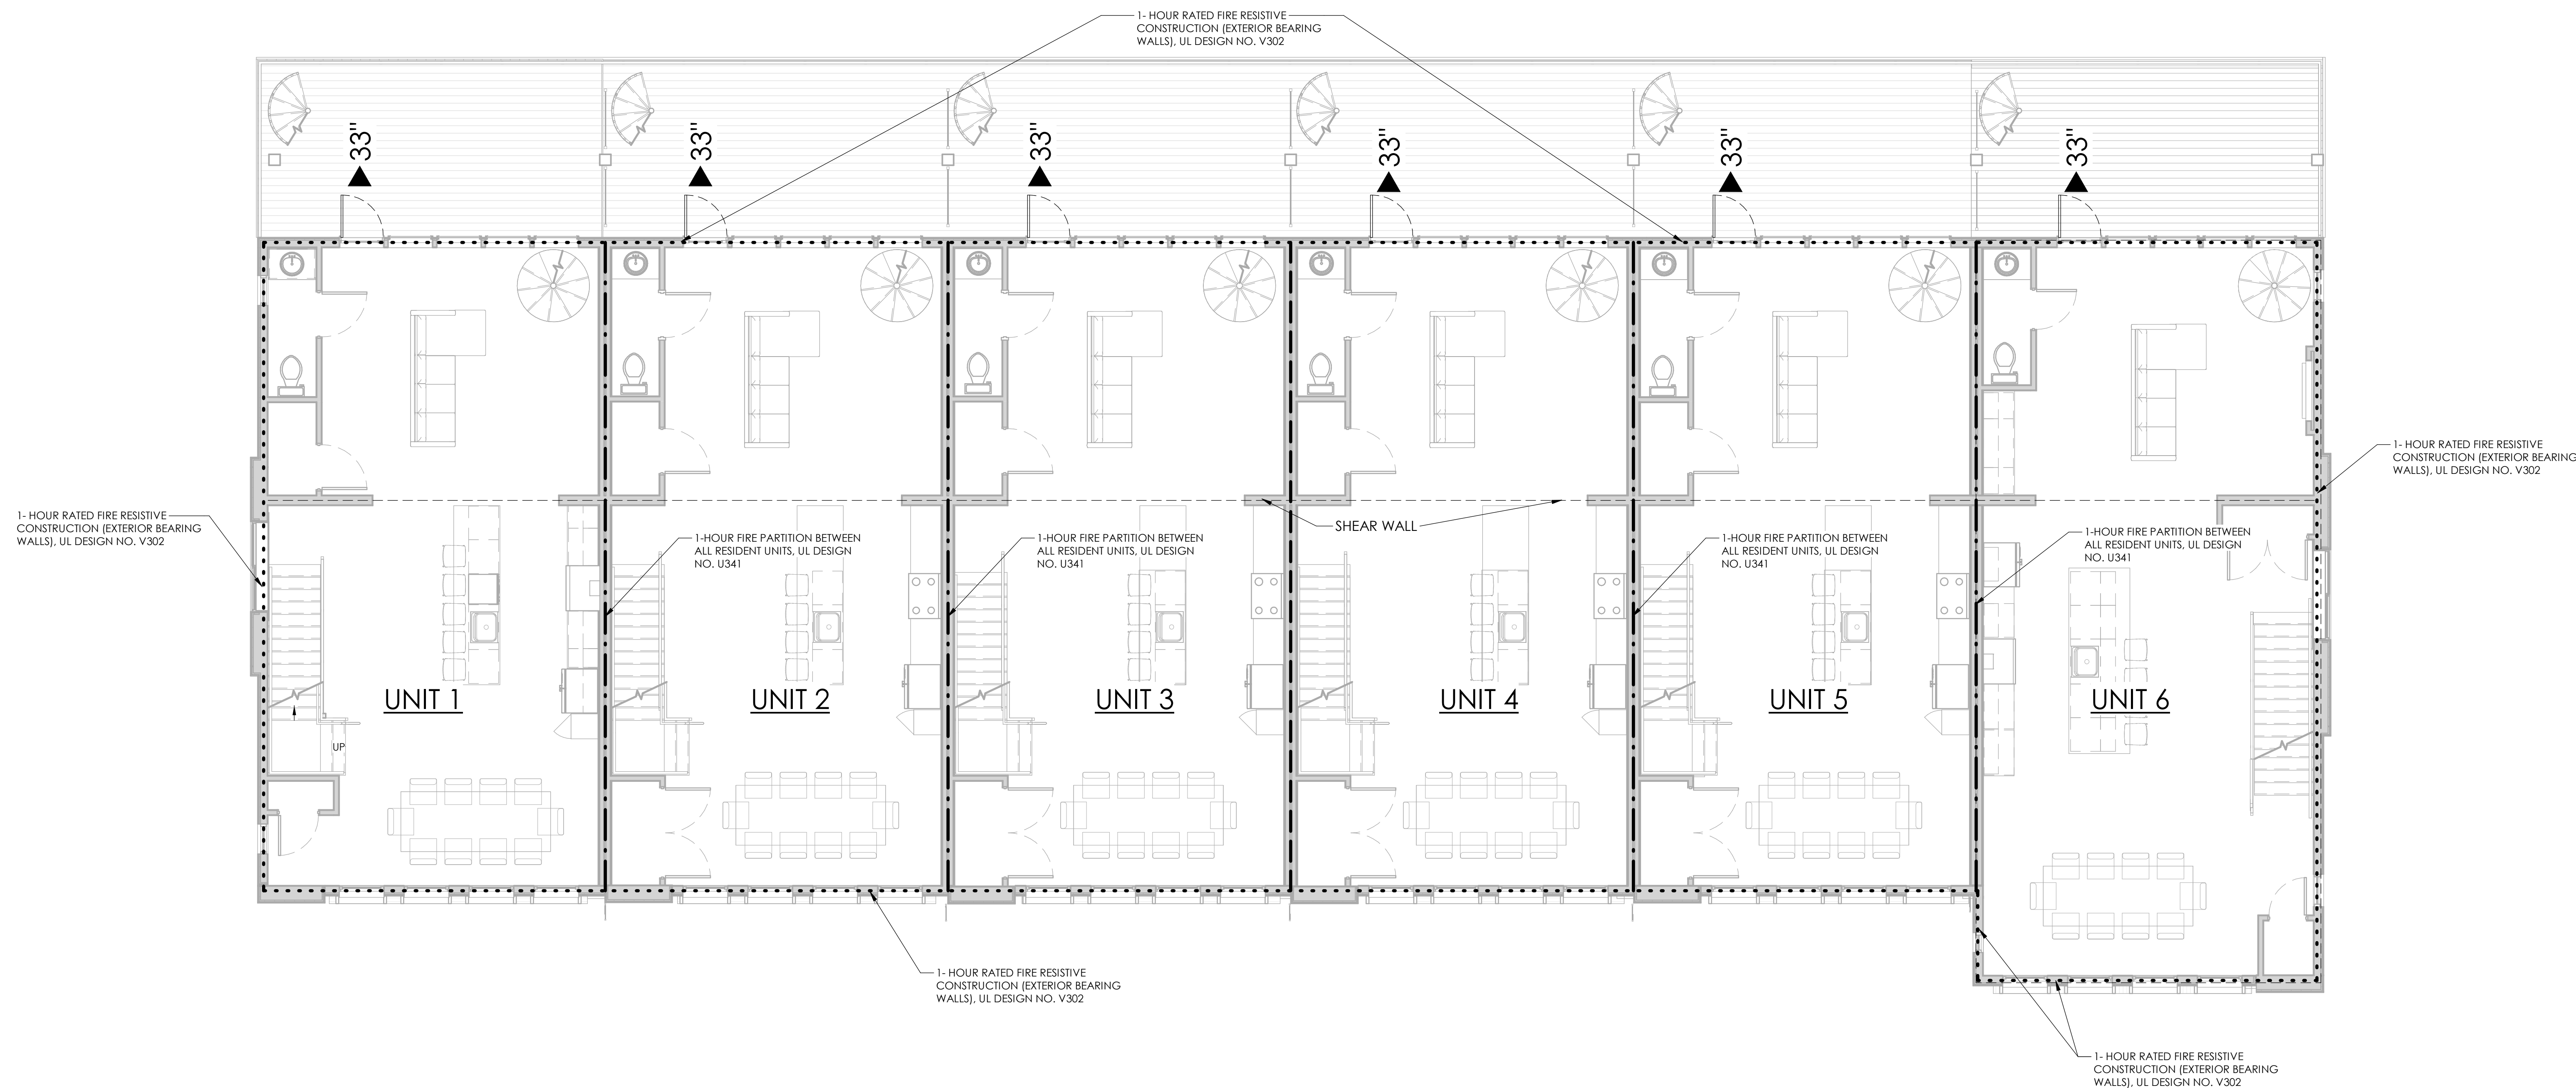 1- HOUR RATED FIRE RESISTIVE
CONSTRUCTION (EXTERIOR BEARING
WALLS), UL DESIGN NO. V302
33"
33"
33"
33"
33"
33"
1- HOUR RATED FIRE RESISTIVE
CONSTRUCTION (EXTERIOR BEARING
WALLS), UL DESIGN NO. V302
1- HOUR RATED FIRE RESISTIVE
CONSTRUCTION (EXTERIOR BEARING
WALLS), UL DESIGN NO. V302
SHEAR WALL
1-HOUR FIRE PARTITION BETWEEN
ALL RESIDENT UNITS, UL DESIGN
NO. U341
1-HOUR FIRE PARTITION BETWEEN
ALL RESIDENT UNITS, UL DESIGN
NO. U341
1-HOUR FIRE PARTITION BETWEEN
ALL RESIDENT UNITS, UL DESIGN
NO. U341
1-HOUR FIRE PARTITION BETWEEN
ALL RESIDENT UNITS, UL DESIGN
NO. U341
UNIT 1
UNIT 2
UNIT 3
UNIT 4
UNIT 5
UNIT 6
UP
1- HOUR RATED FIRE RESISTIVE
CONSTRUCTION (EXTERIOR BEARING
WALLS), UL DESIGN NO. V302
1- HOUR RATED FIRE RESISTIVE
CONSTRUCTION (EXTERIOR BEARING
WALLS), UL DESIGN NO. V302